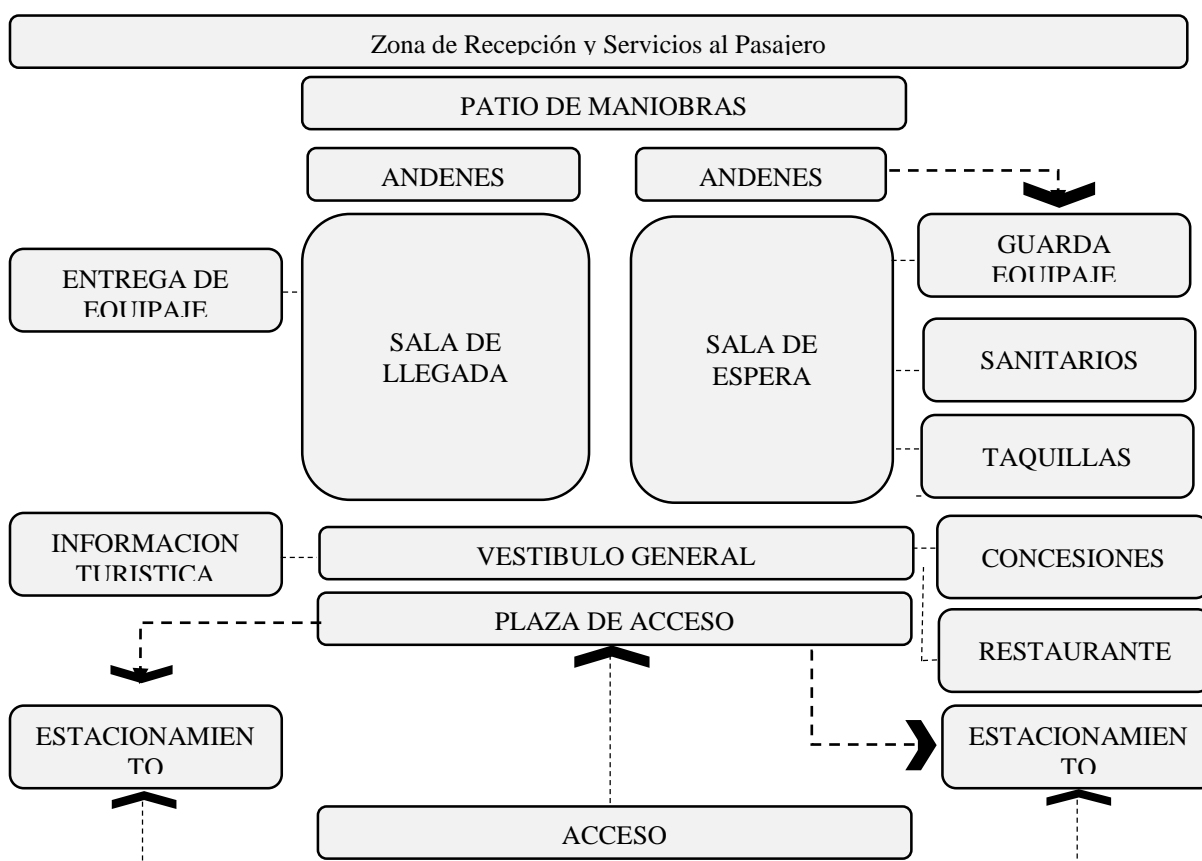 Zona de Recepción y Servicios al Pasajero
PATIO DE MANIOBRAS
ANDENES
ANDENES
GUARDA
EQUIPAJE
ENTREGA DE
EQUIPAJE
SALA DE
LLEGADA
SALA DE
ESPERA
SANITARIOS
TAQUILLAS
INFORMACION
TURISTICA
VESTIBULO GENERAL
CONCESIONES
PLAZA DE ACCESO
RESTAURANTE
ESTACIONAMIEN
TO
ESTACIONAMIEN
TO
ACCESO